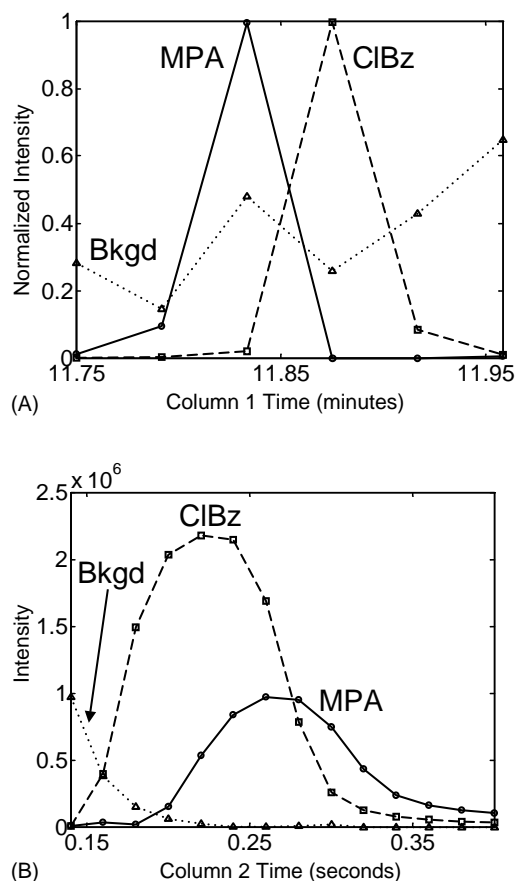 1
MPA
ClBz
0.8
0.6
Normalized Intensity
0.4
Bkgd
0.2
0
11.75
11.85
11.95
(A)
Column 1 Time (minutes)
× 10⁶
2.5
ClBz
2
Bkgd
1.5
Intensity
1
MPA
0.5
0
0.15
0.25
0.35
(B)
Column 2 Time (seconds)